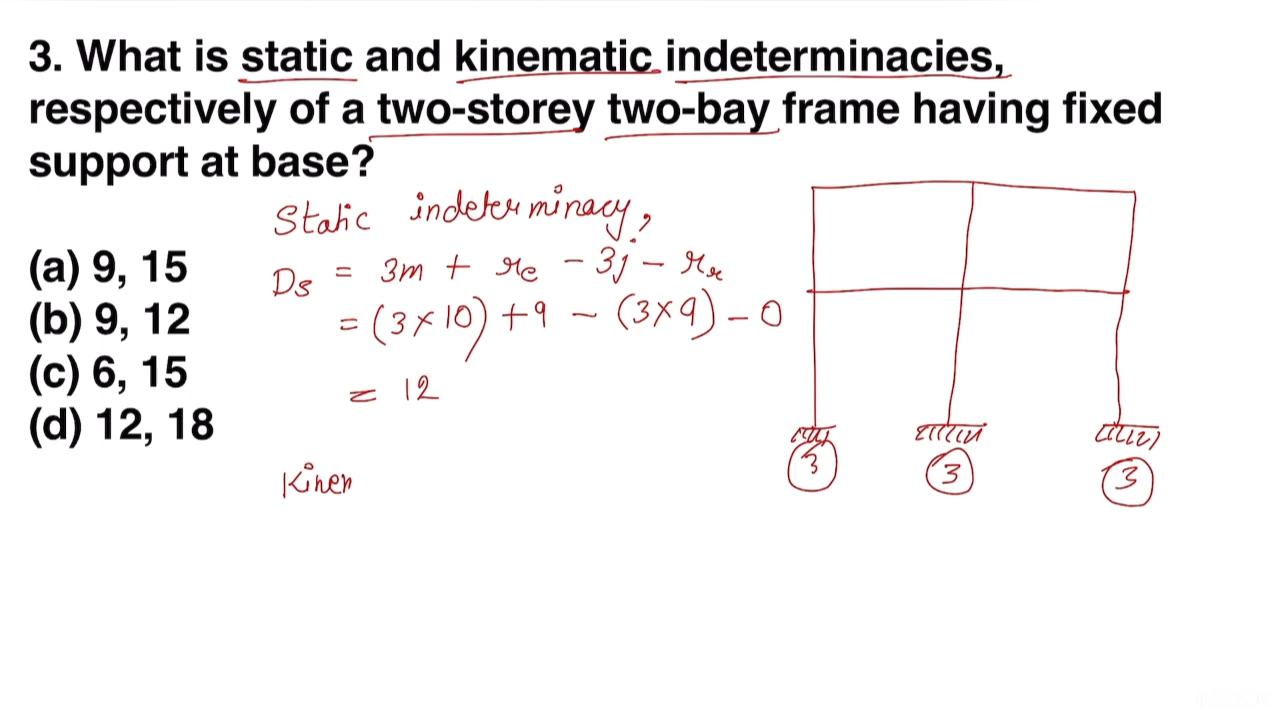 3. What is static and kinematic indeterminacies,
respectively of a two-storey two-bay frame having fixed
support at base?
(a) 9, 15
(b) 9, 12
(c) 6, 15
(d) 12, 18
Static indeterminacy,
Ds = 3m + re - 3j - rr
= (3×10) + 9 - (3×9) - 0
= 12
Kinem
3
3
3